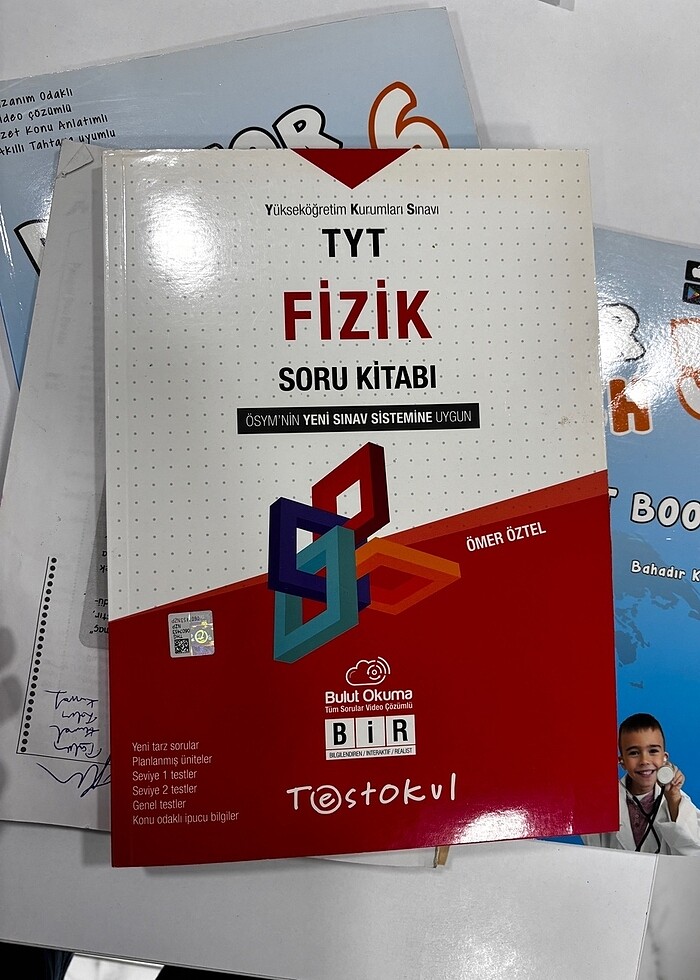 zanım Odaklı
ideo çözümlü
zet Konu Anlatımlı
Akıllı Tahtaya uyumlu
6
Yükseköğretim Kurumları Sınavı
TYT
FİZİK
SORU KİTABI
ÖSYM'NİN YENİ SINAV SİSTEMİNE UYGUN
ÖMER ÖZTEL
BOO
Bahadır K
Bulut Okuma
Tüm Sorular Video Çözümlü
BİR
BİLGİLENDİREN / İNTERAKTİF / REALİST
Testokul
Yeni tarz sorular
Planlanmış üniteler
Seviye 1 testler
Seviye 2 testler
Genel testler
Konu odaklı ipucu bilgiler